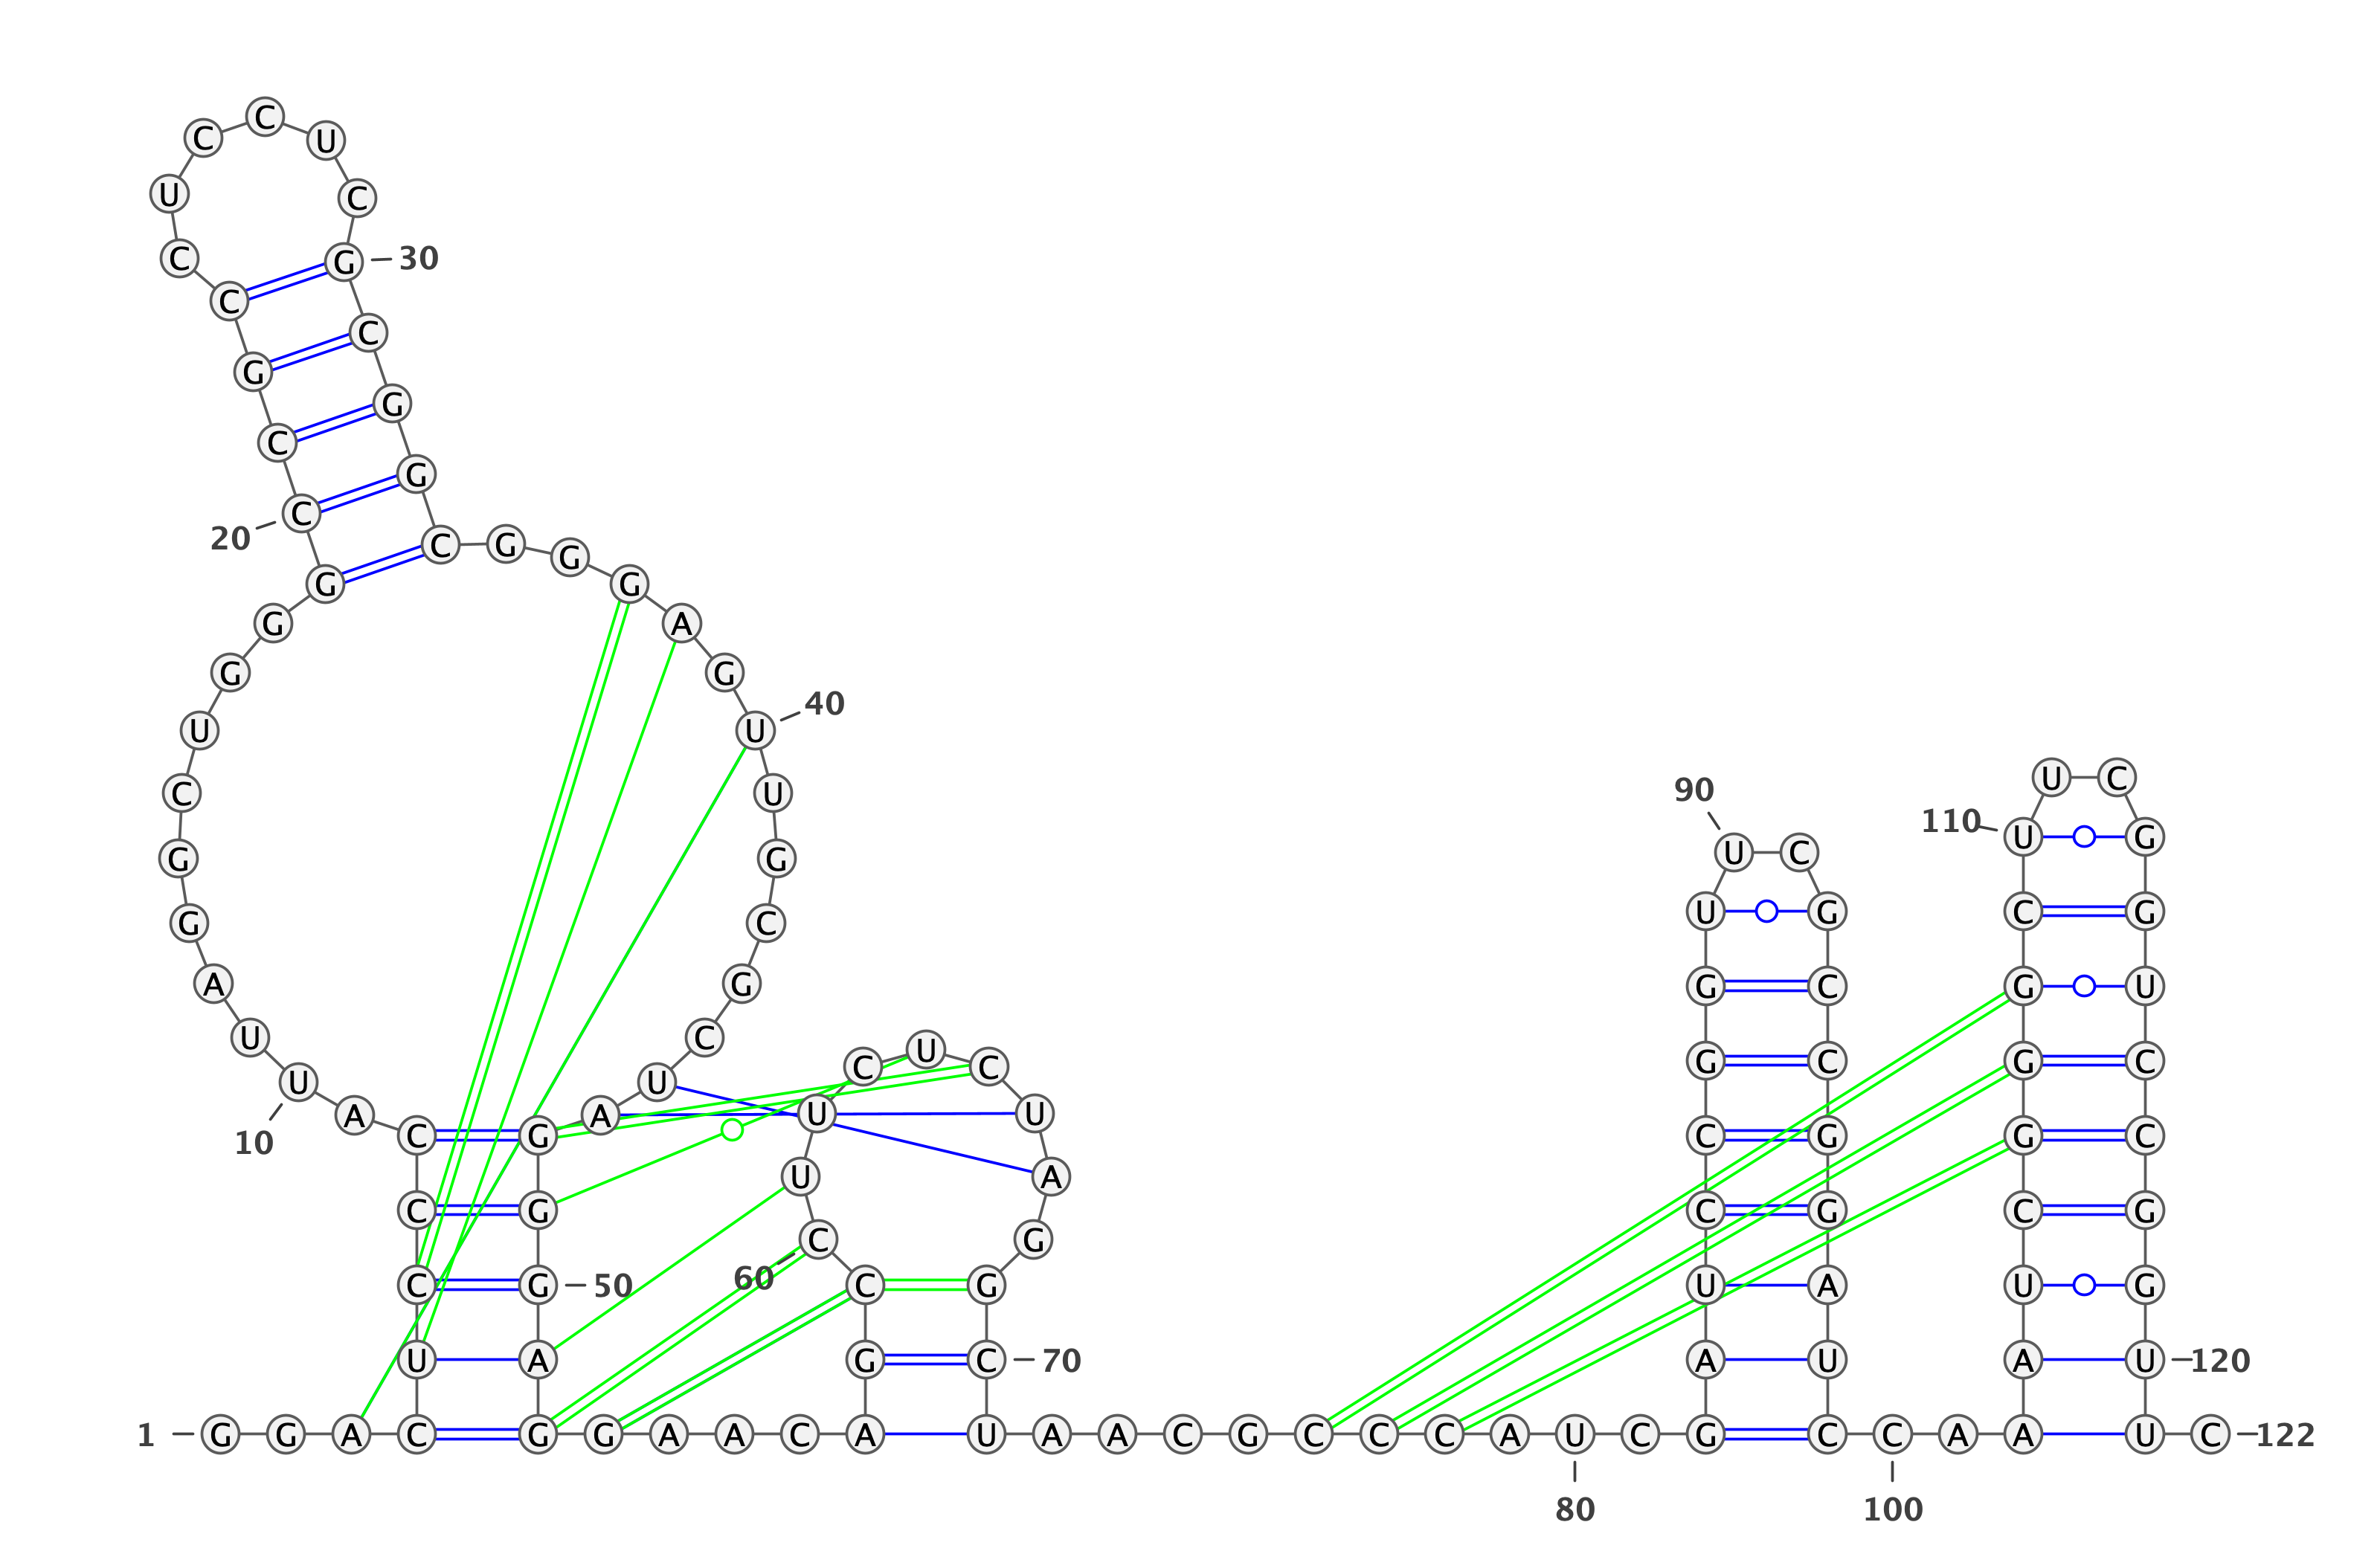 C
C U
U C
C G 30
C
C
G
G
C
G
C
20 C G G
G G
G A
G G
40
U U
U C
90
C U
110 U G
U C
G G
U G C G
G C
A G G C G U
U C
U
C C G C G C
U U
A A U U
C G C G G C
10
U A
C G C G C G
C G
60
C G 50 C G U A U G
U A G C 70 A U A U 120
1 G G A C G G A A C A U A A C G C C C A U C G C C A A U C 122
80 100